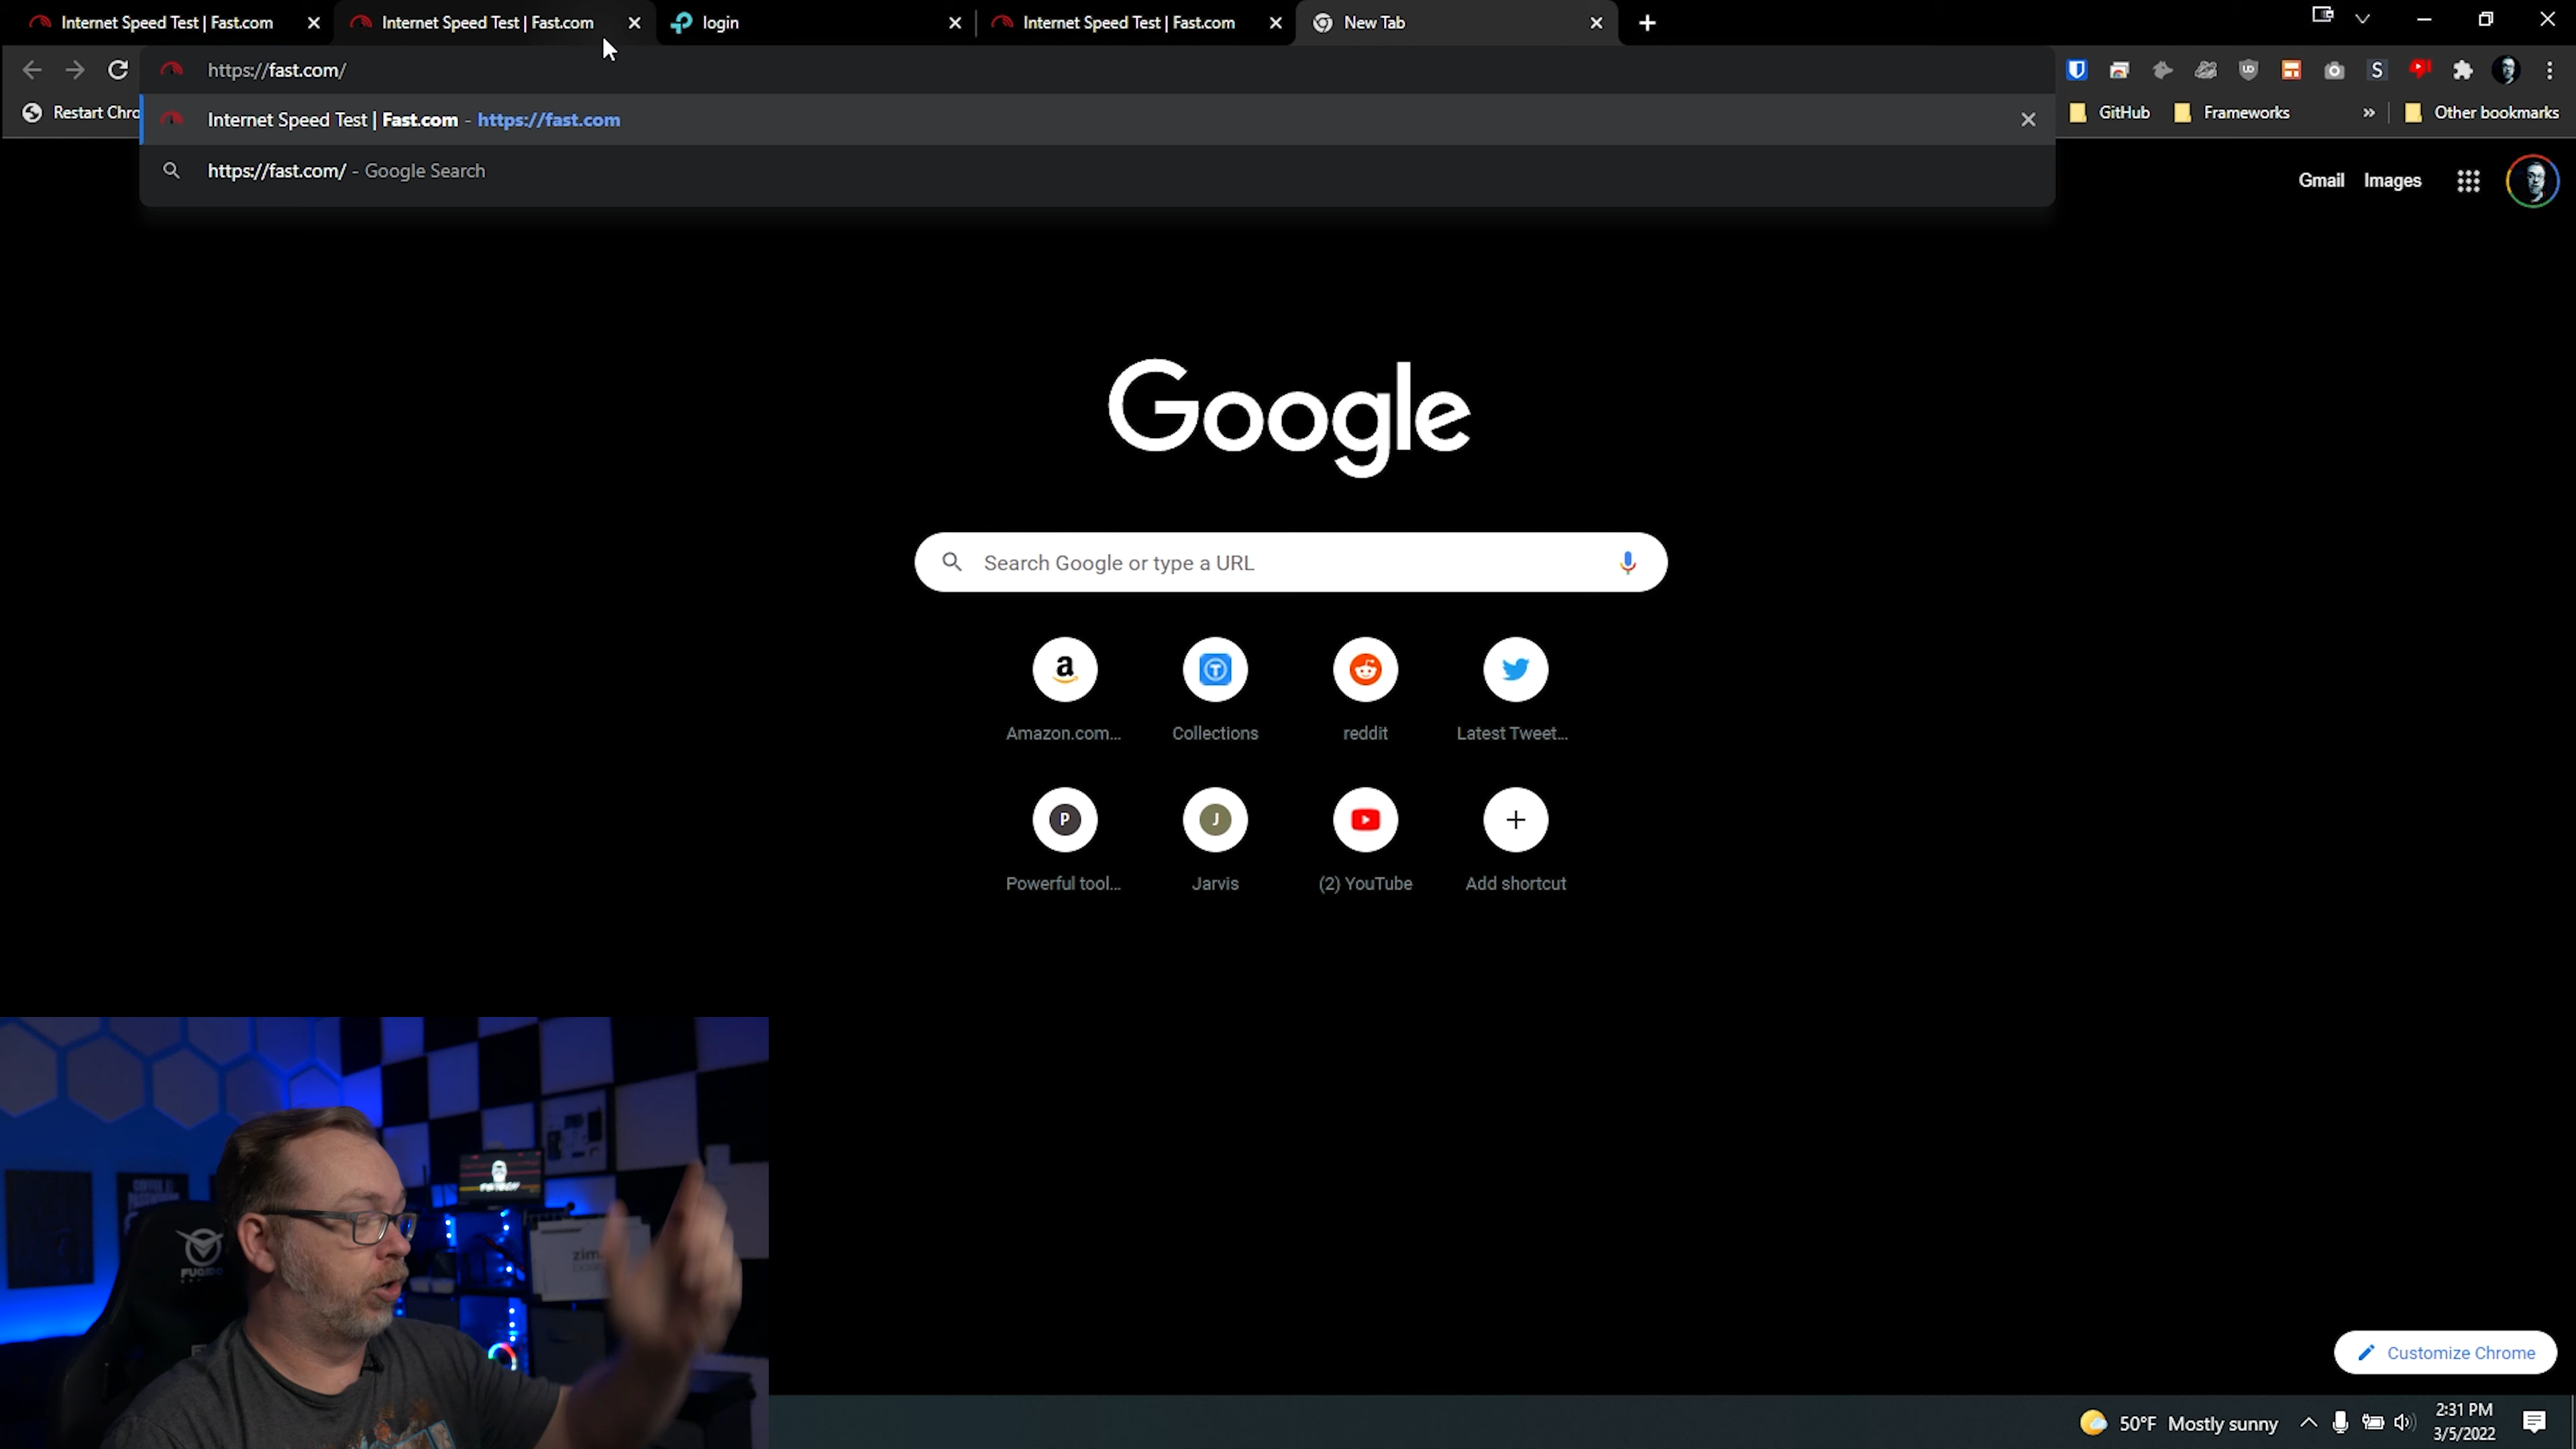 Internet Speed Test | Fast.com
Internet Speed Test | Fast.com
login
Internet Speed Test | Fast.com
New Tab
https://fast.com/
Internet Speed Test | Fast.com - https://fast.com
https://fast.com/ - Google Search
Restart Chro
GitHub
Frameworks
»
Other bookmarks
Gmail
Images
Google
Search Google or type a URL
Amazon.com...
Collections
reddit
Latest Tweet...
P
J
Powerful tool...
Jarvis
(2) YouTube
Add shortcut
Customize Chrome
50°F Mostly sunny
2:31 PM
3/5/2022